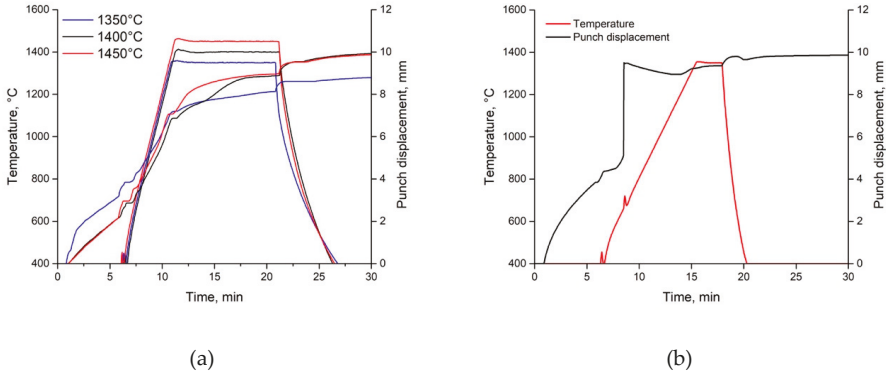 1350°C
1400°C
1450°C
1600
1400
1200
1000
800
600
400
Temperature, °C
12
10
8
6
4
2
0
Punch displacement, mm
0 5 10 15 20 25 30
Time, min
(a)
Temperature
Punch displacement
1600
1400
1200
1000
800
600
400
Temperature, °C
12
10
8
6
4
2
0
Punch displacement, mm
0 5 10 15 20 25 30
Time, min
(b)